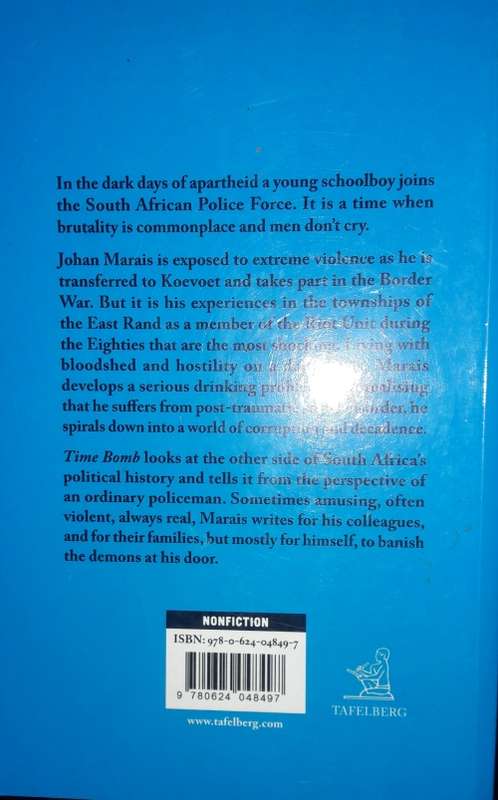 In the dark days of apartheid a young schoolboy joins
the South African Police Force. It is a time when
brutality is commonplace and men don't cry.
Johan Marais is exposed to extreme violence as he is
transferred to Koevoet and takes part in the Border
War. But it is his experiences in the townships of
the East Rand as a member of the Riot Unit during
the Eighties that are the most shocking. Living with
bloodshed and hostility on a Marais
develops a serious drinking
that he suffers from post-traumatic he
spirals down into a world of corruption and decadence.
Time Bomb looks at the other side of South Africa's
political history and tells it from the perspective of
an ordinary policeman. Sometimes amusing, often
violent, always real, Marais writes for his colleagues,
and for their families, but mostly for himself, to banish
the demons at his door.
NONFICTION
ISBN: 978-0-624-04849-7
9 780624 048497
www.tafelberg.com
TAFELBERG